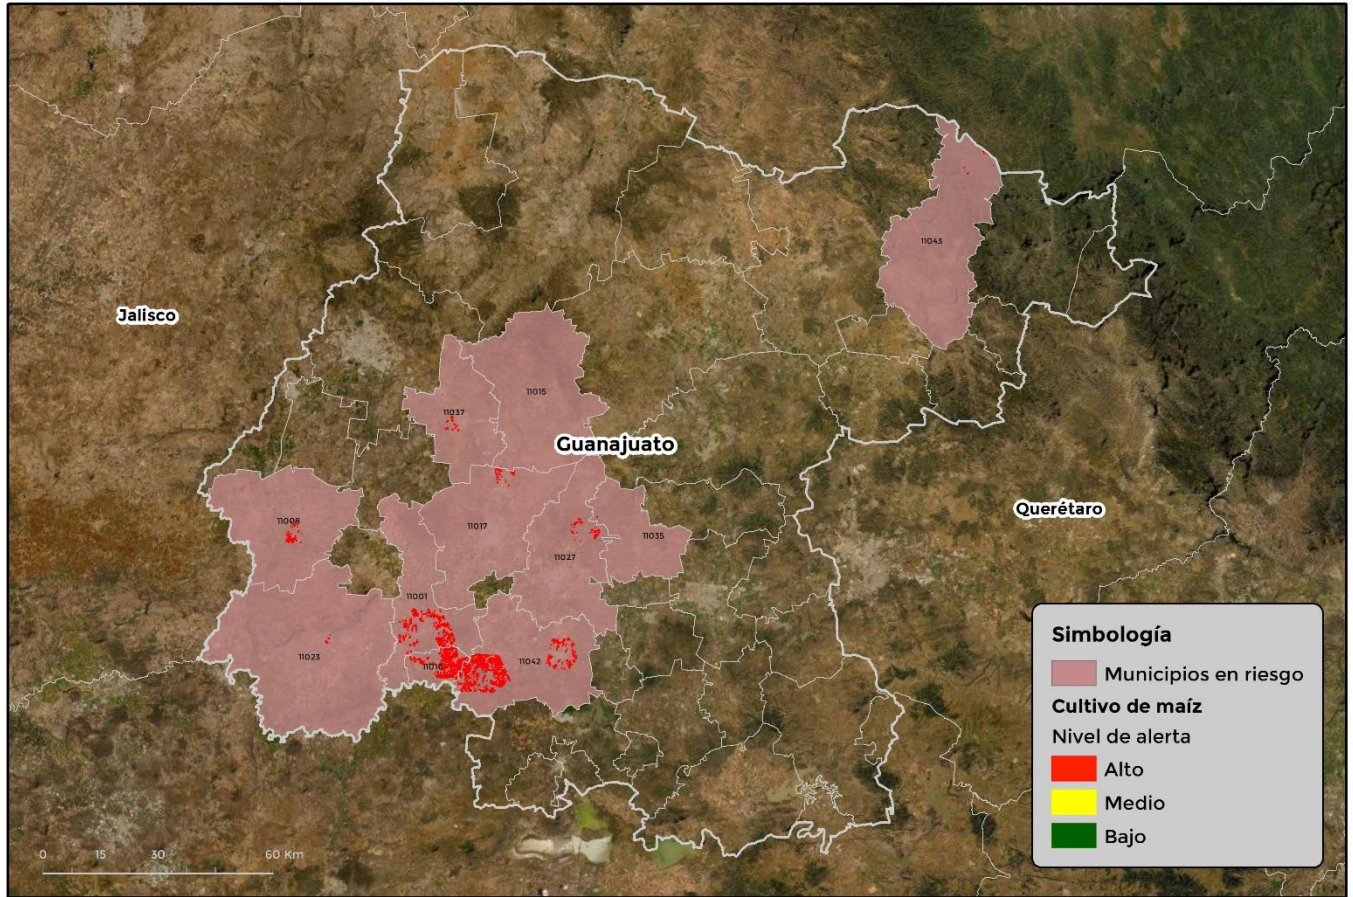 11043
Jalisco
11015
11037
Guanajuato
Querétaro
11008
11017
11035
11027
11001
11023
11016
11042
Simbología
Municipios en riesgo
Cultivo de maíz
Nivel de alerta
Alto
Medio
Bajo
0 15 30 60 Km